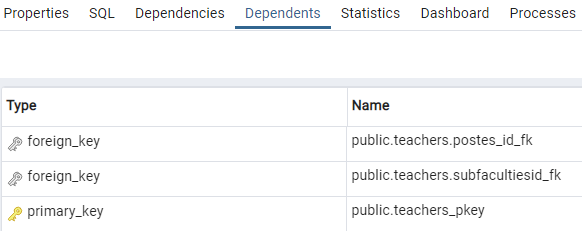 Properties SQL Dependencies Dependents Statistics Dashboard Processes
Type Name
foreign_key public.teachers.postes_id_fk
foreign_key public.teachers.subfacultiesid_fk
primary_key public.teachers_pkey